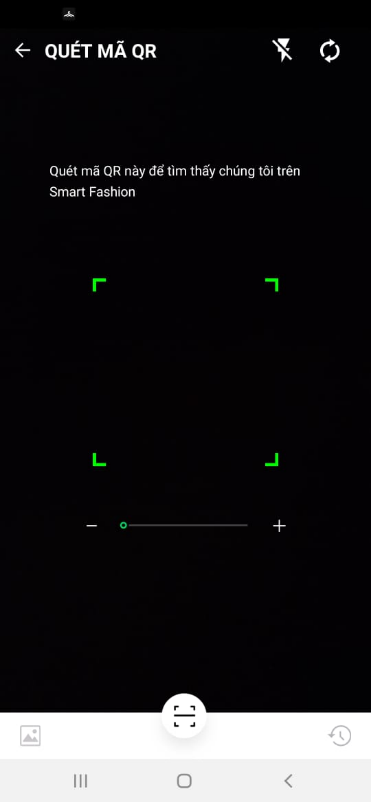 QUÉT MÃ QR
Quét mã QR này để tìm thấy chúng tôi trên
Smart Fashion